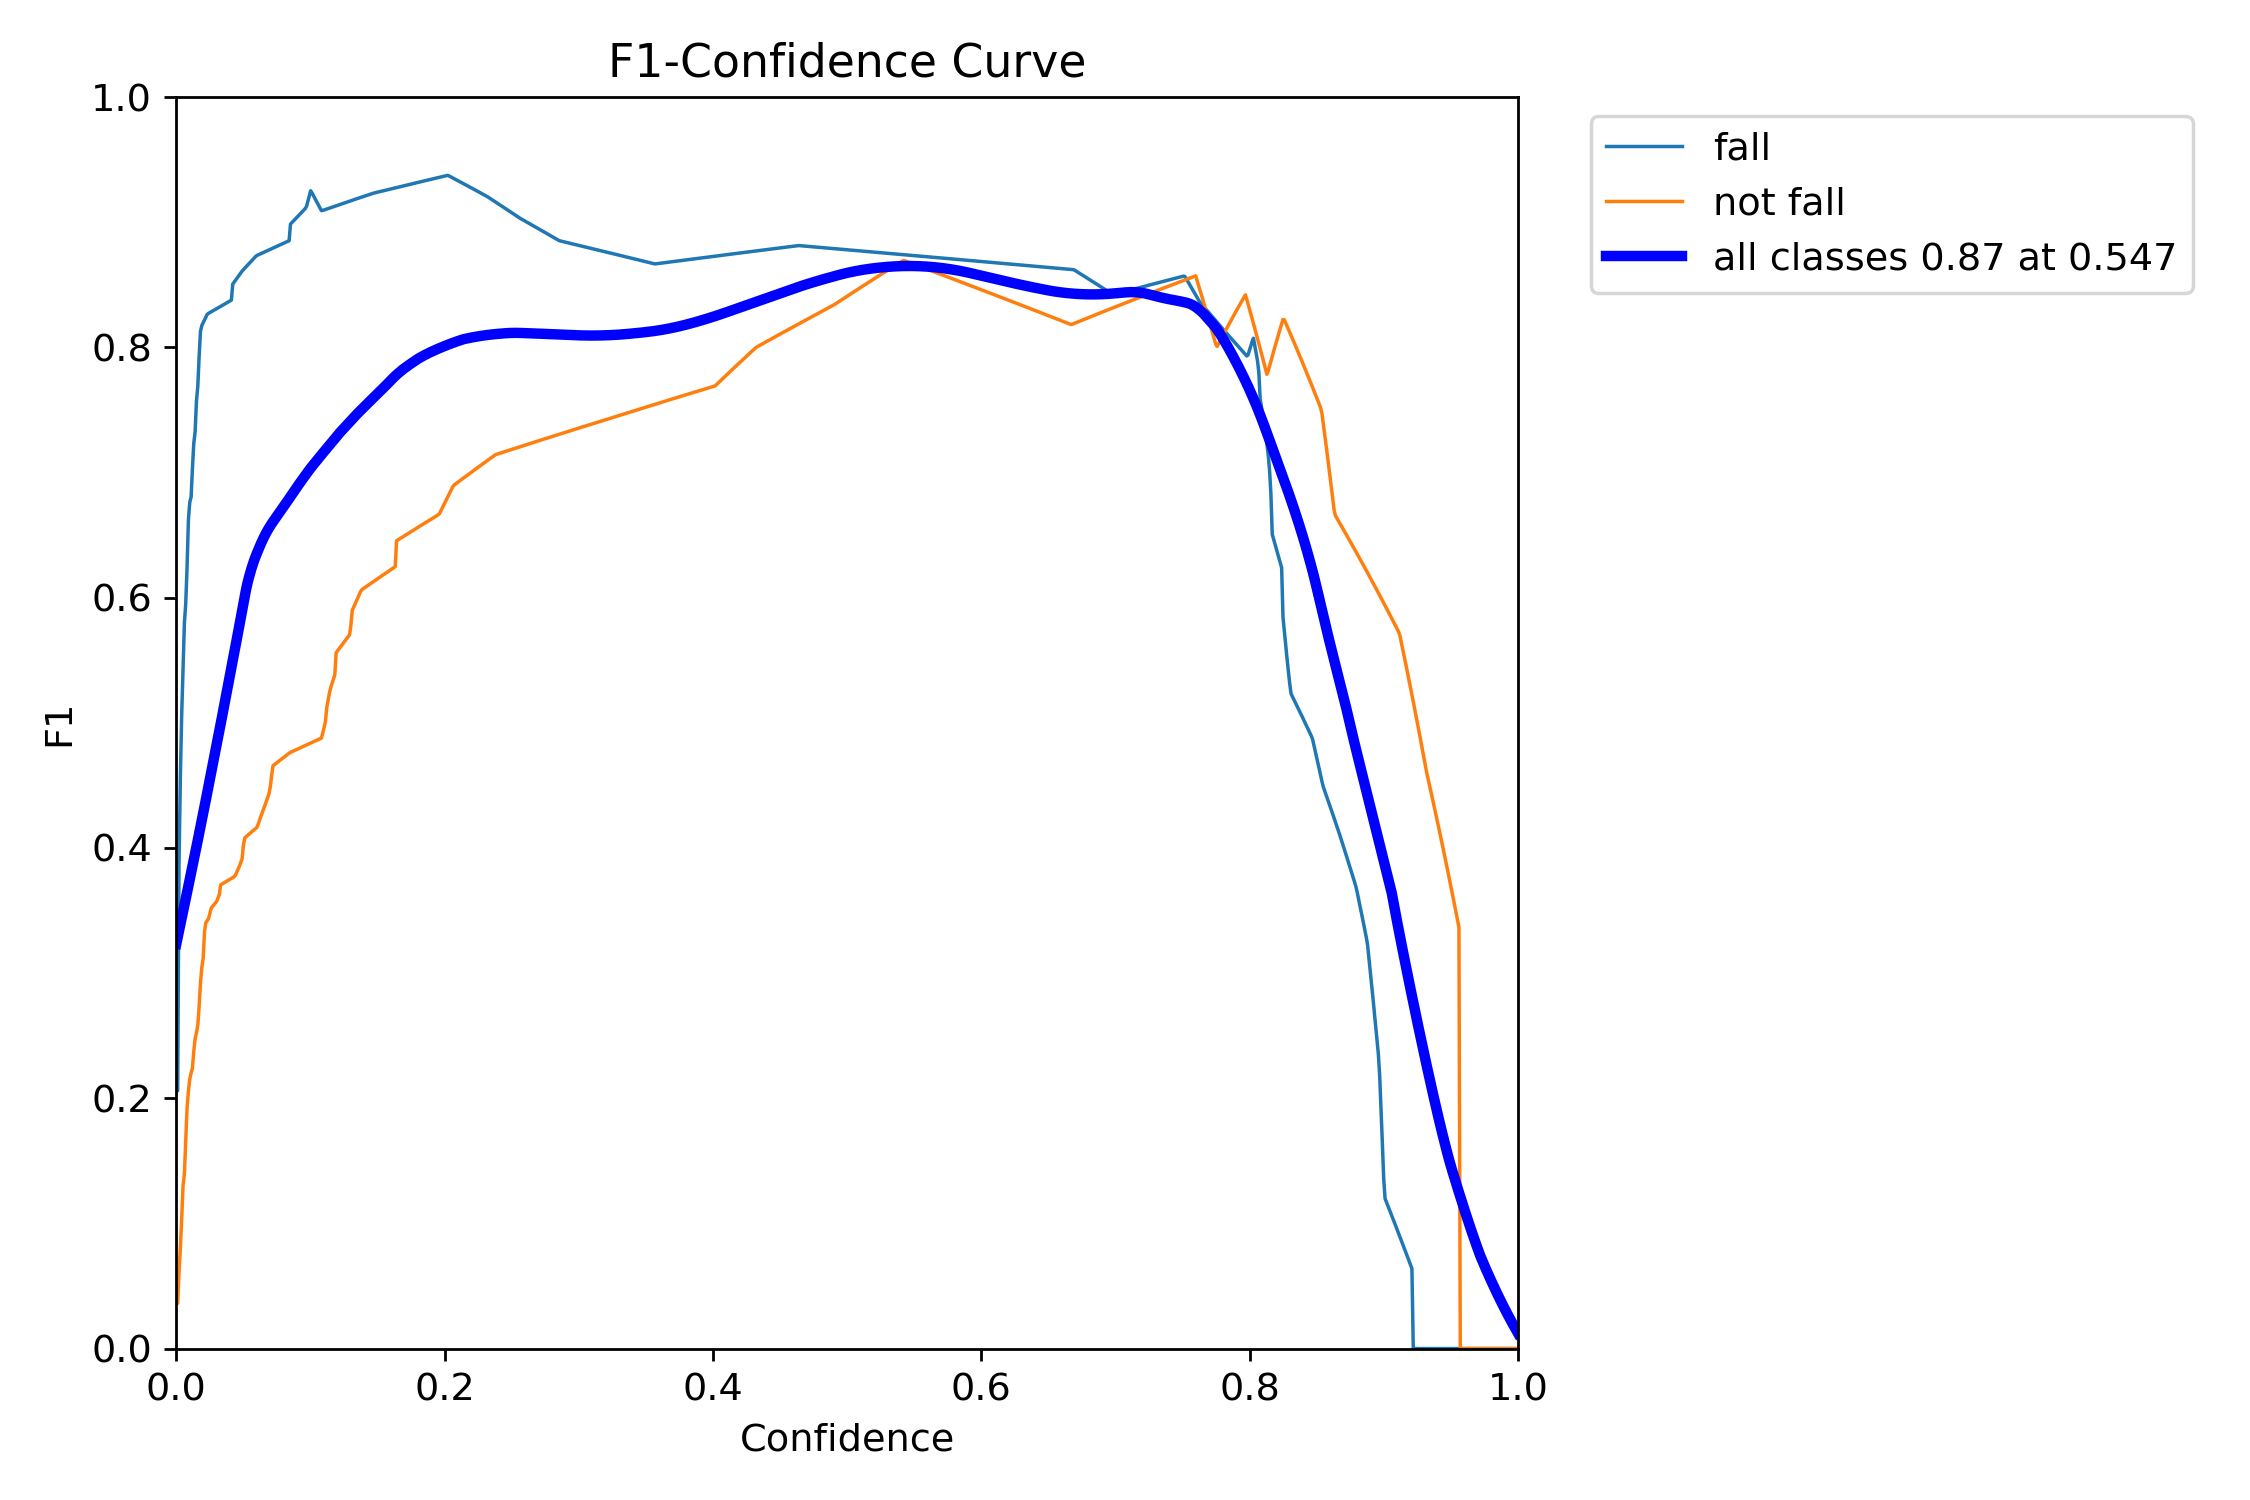 F1-Confidence Curve
1.0
0.8
0.6
0.4
0.2
0.0
F1
0.0 0.2 0.4 0.6 0.8 1.0
Confidence
fall
not fall
all classes 0.87 at 0.547